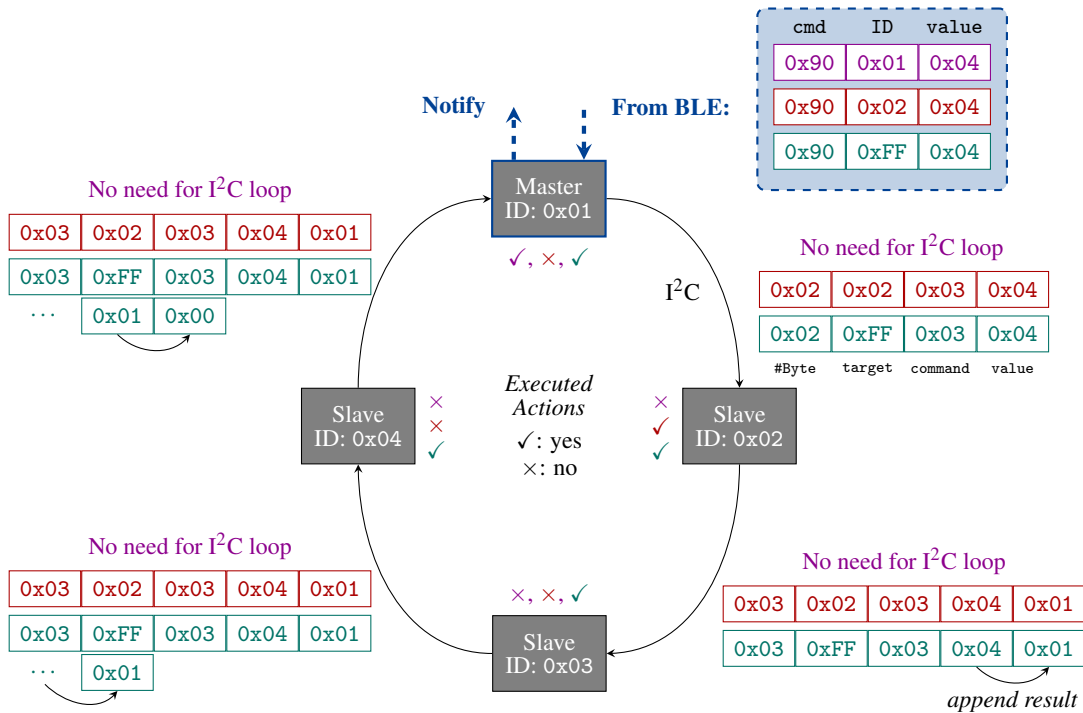 cmd ID value
0x90 0x01 0x04
0x90 0x02 0x04
0x90 0xFF 0x04
Notify
From BLE:
Master
ID: 0x01
✓, ×, ✓
No need for I²C loop
0x03 0x02 0x03 0x04 0x01
0x03 0xFF 0x03 0x04 0x01
··· 0x01 0x00
I²C
No need for I²C loop
0x02 0x02 0x03 0x04
0x02 0xFF 0x03 0x04
#Byte target command value
Slave
ID: 0x04
×
×
✓
Executed
Actions
✓: yes
×: no
×
✓
✓
Slave
ID: 0x02
No need for I²C loop
0x03 0x02 0x03 0x04 0x01
0x03 0xFF 0x03 0x04 0x01
··· 0x01
×, ×, ✓
Slave
ID: 0x03
No need for I²C loop
0x03 0x02 0x03 0x04 0x01
0x03 0xFF 0x03 0x04 0x01
append result